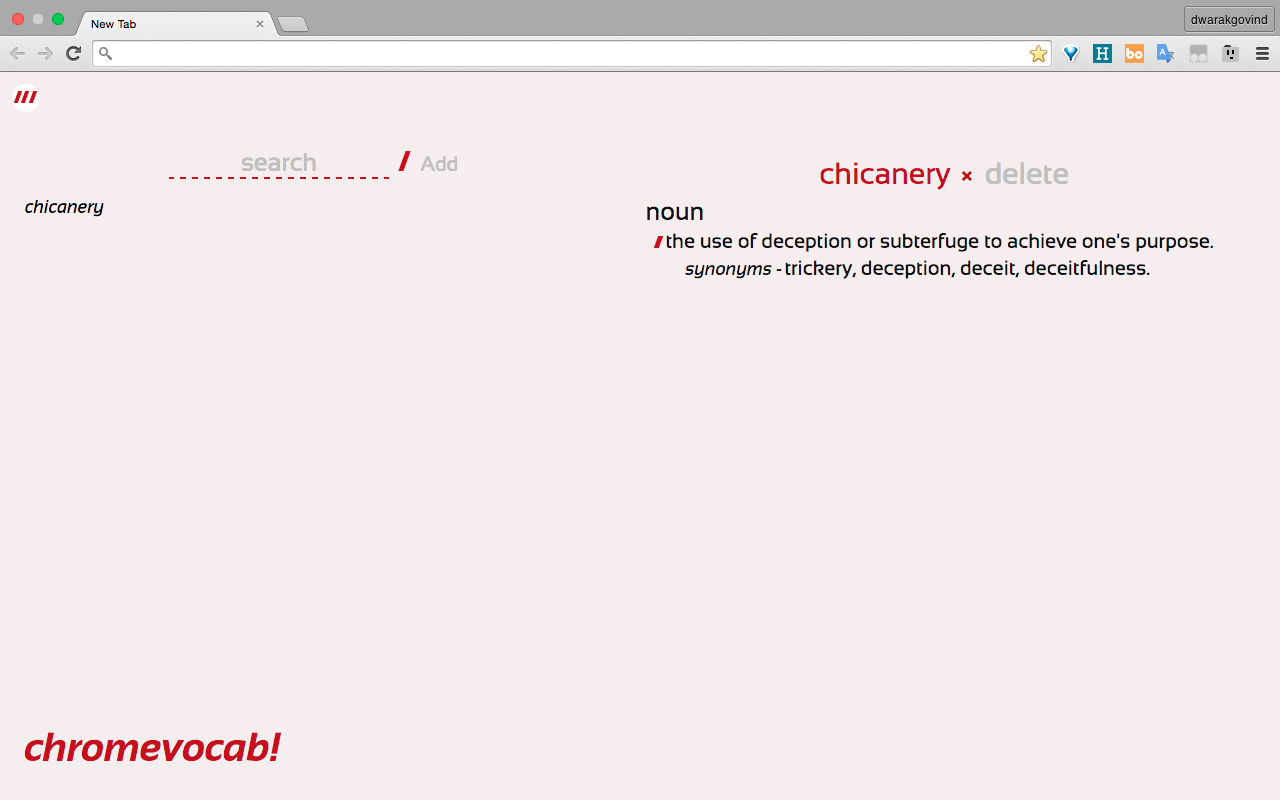 New Tab
dwarakgovind
H
bo
A
search Add
chicanery
chicanery × delete
noun
the use of deception or subterfuge to achieve one's purpose.
synonyms - trickery, deception, deceit, deceitfulness.
chromevocab!